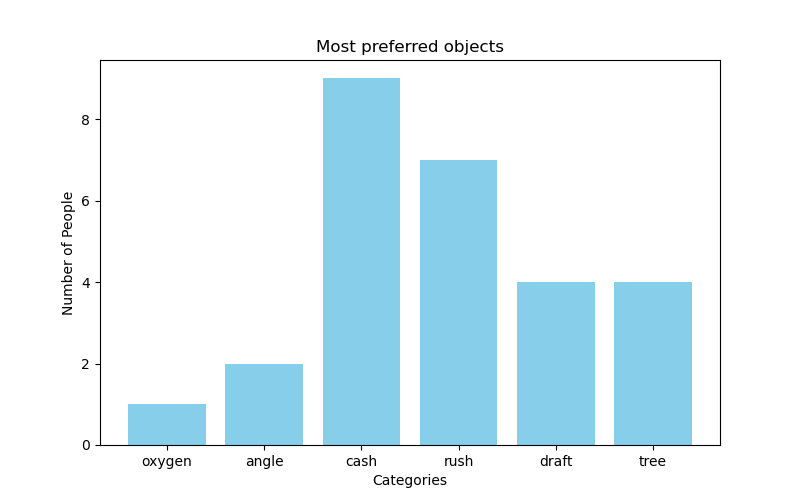 Most preferred objects
Number of People
8
6
4
2
0
oxygen angle cash rush draft tree
Categories